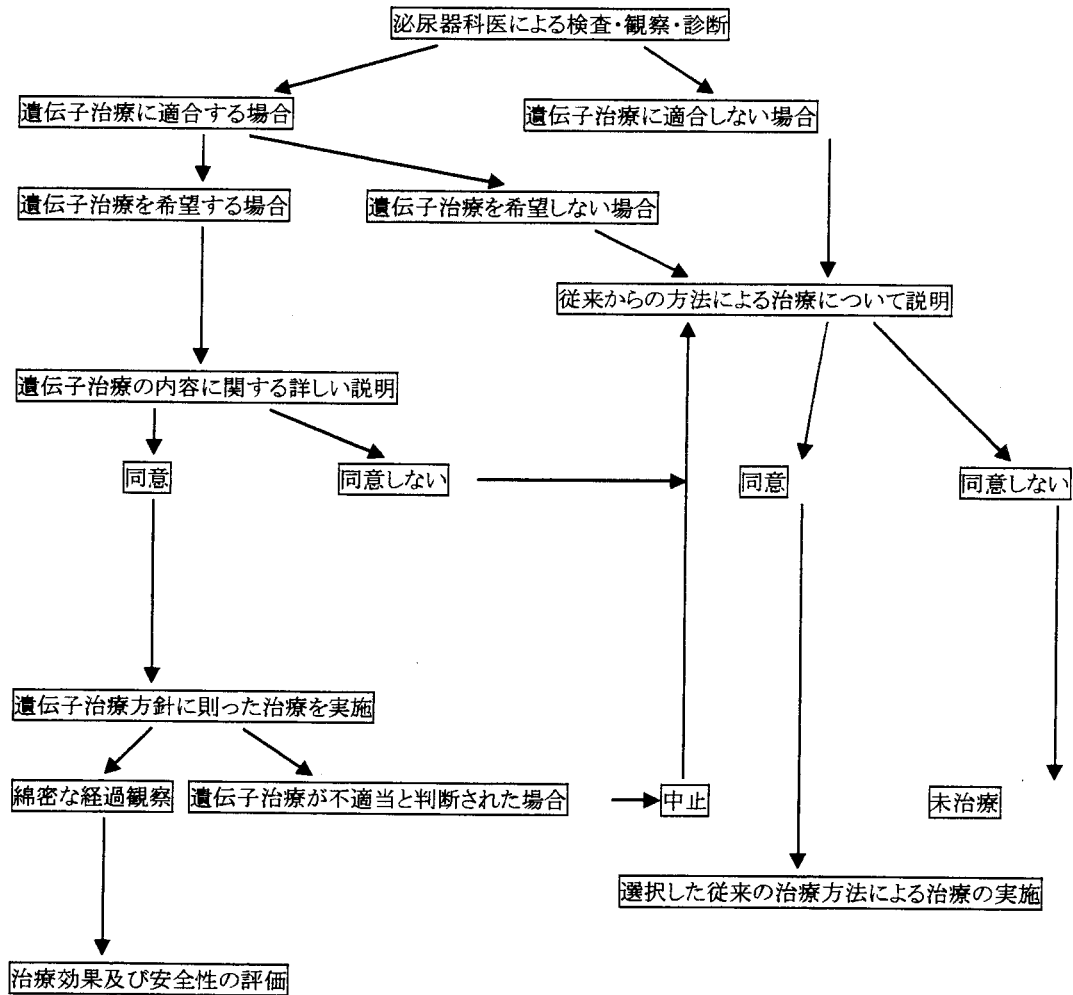 泌尿器科医による検査・観察・診断
遺伝子治療に適合する場合
遺伝子治療に適合しない場合
遺伝子治療を希望する場合
遺伝子治療を希望しない場合
従来からの方法による治療について説明
遺伝子治療の内容に関する詳しい説明
同意
同意しない
同意
同意しない
遺伝子治療方針に則った治療を実施
綿密な経過観察
遺伝子治療が不適当と判断された場合
中止
未治療
選択した従来の治療方法による治療の実施
治療効果及び安全性の評価